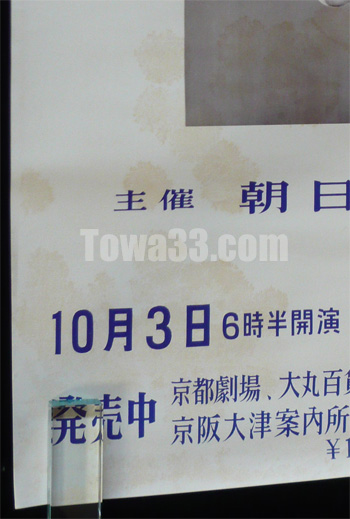 主催 朝日
Towa33.com
10月3日6時半開演
発売中 京都劇場、大丸百貨
京阪大津案内所
¥1